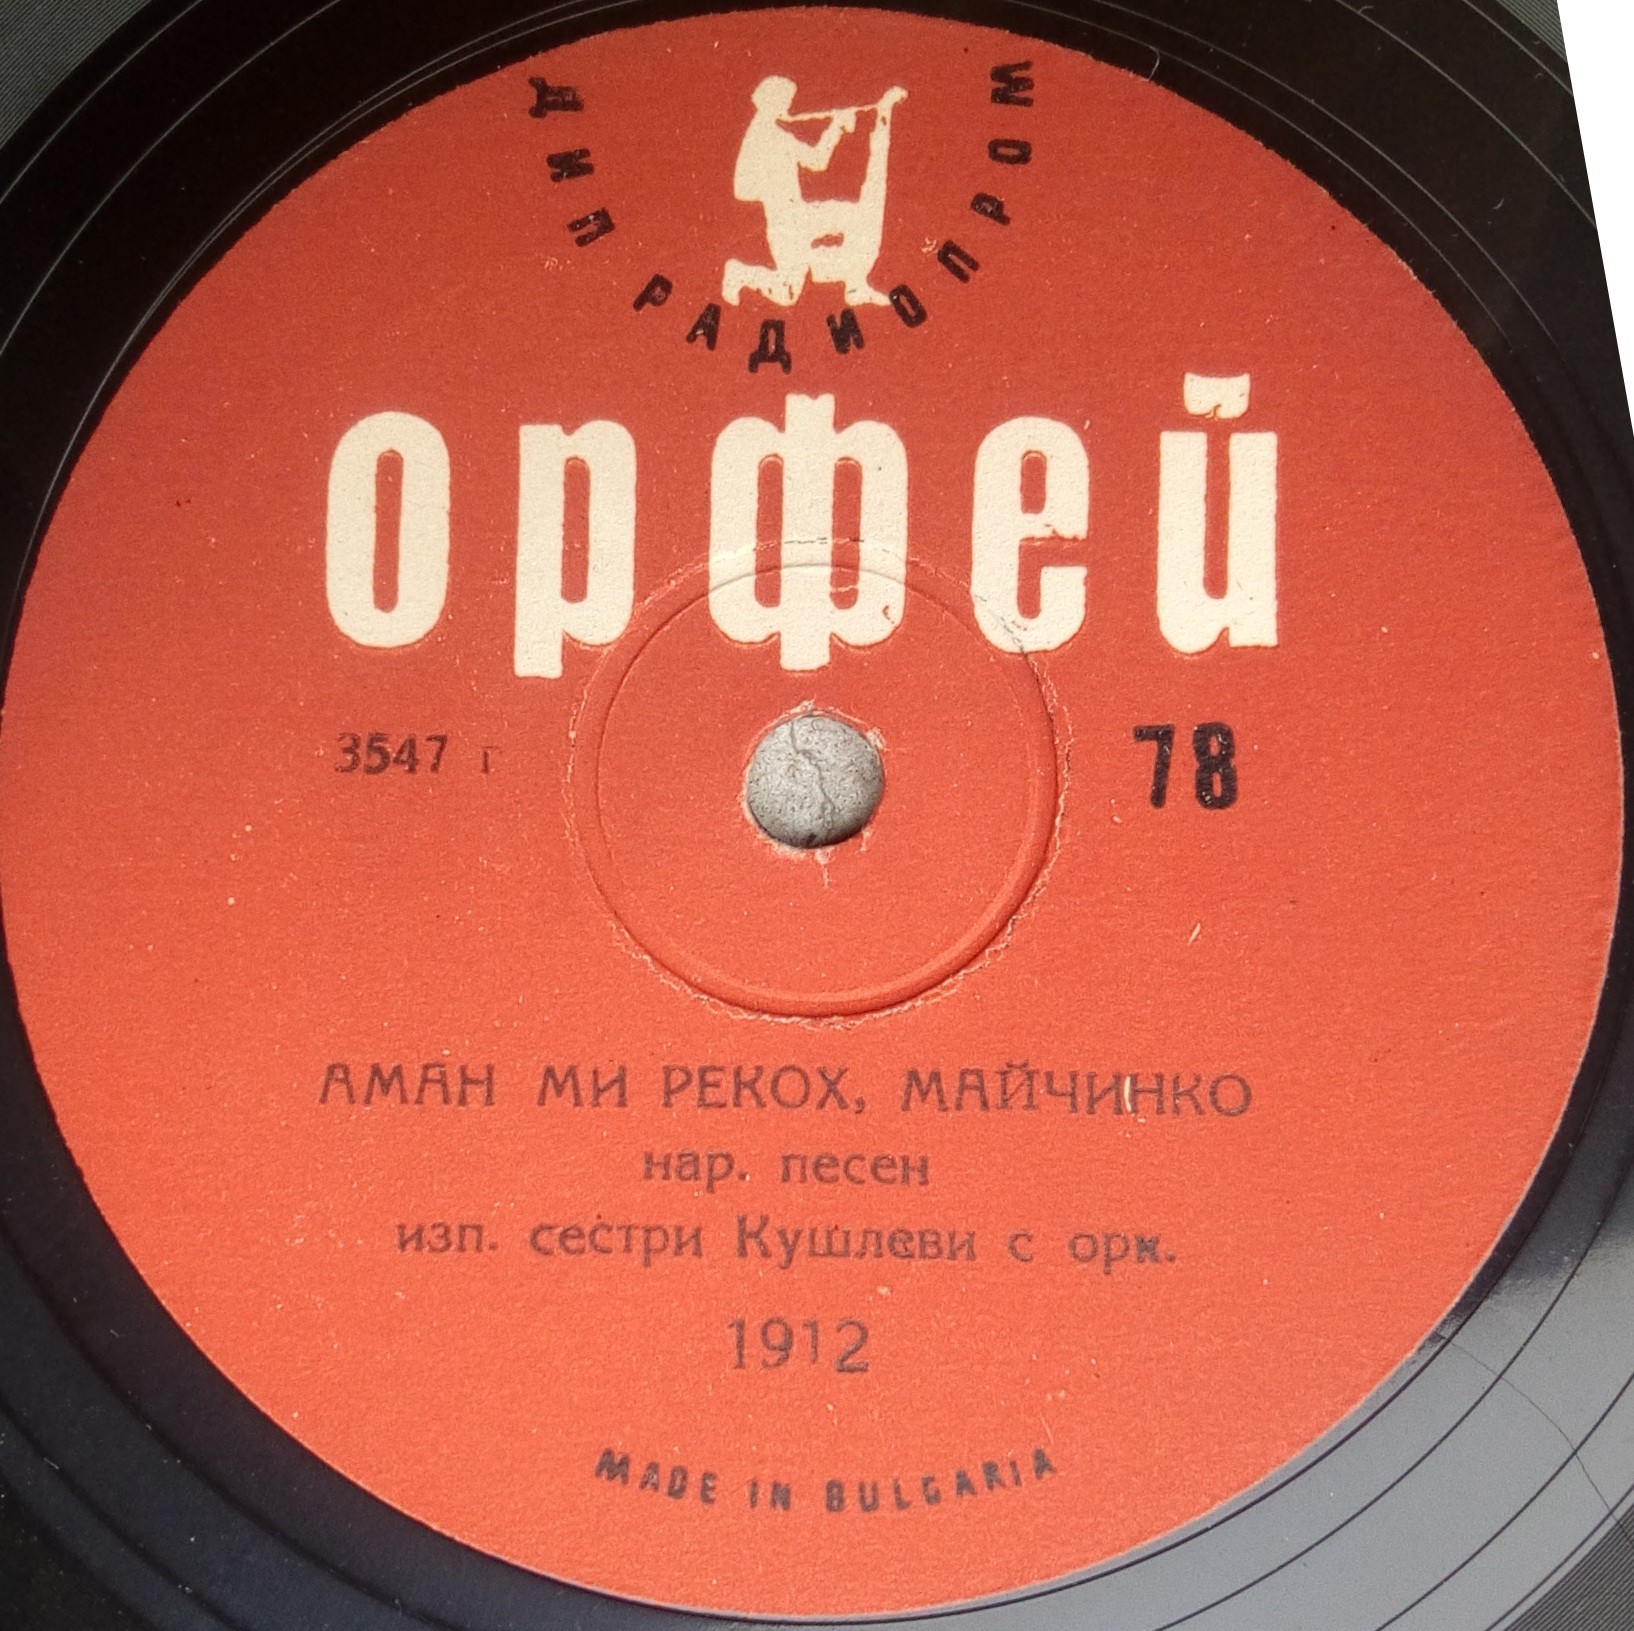 ДИП РАДИОПРОМ
орфей
3547 г
78
АМАН МИ РЕКОХ, МАЙЧИНКО
нар. песен
изп. сестри Кушлеви с орк.
1912
MADE IN BULGARIA